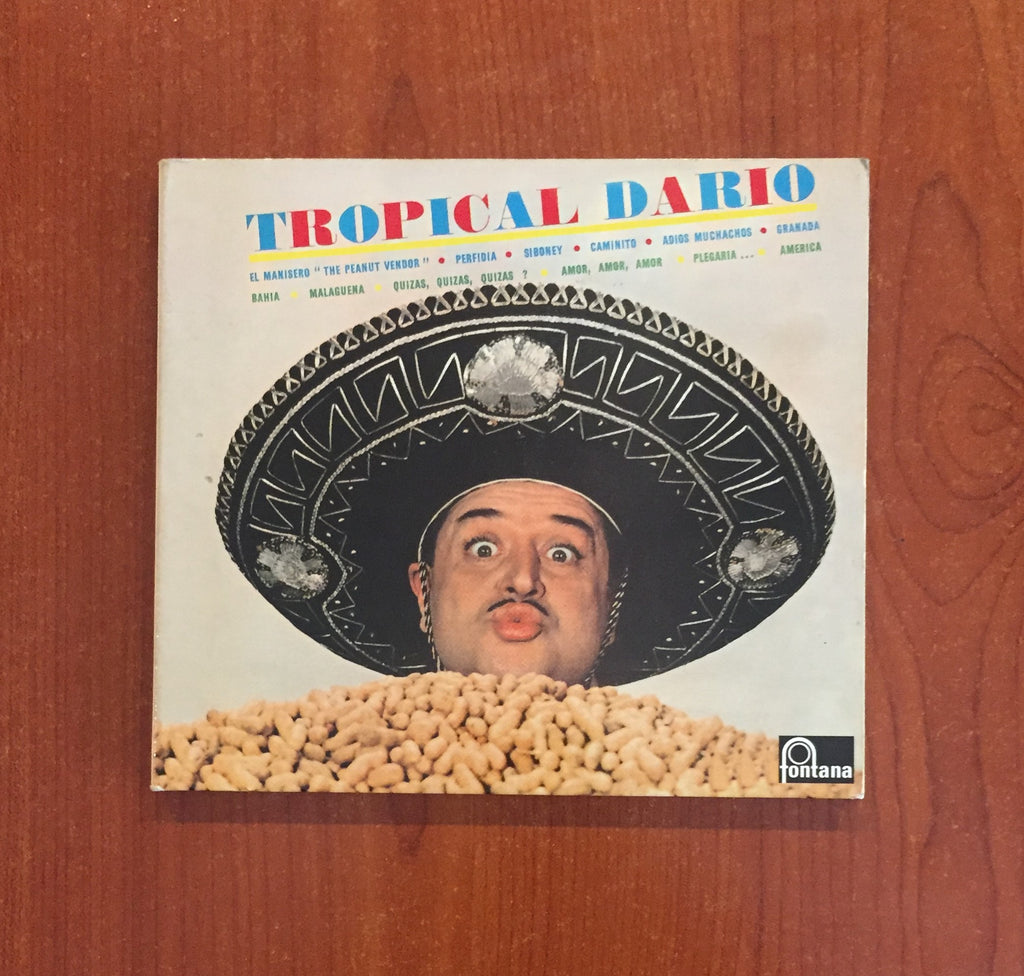 TROPICAL DARIO
EL MANISERO "THE PEANUT VENDOR" • PERFIDIA • SIBONEY • CAMINITO • ADIOS MUCHACHOS • GRANADA
BAHIA • MALAGUENA • QUIZAS, QUIZAS, QUIZAS ? • AMOR, AMOR, AMOR • PLEGARIA ... • AMERICA
fontana